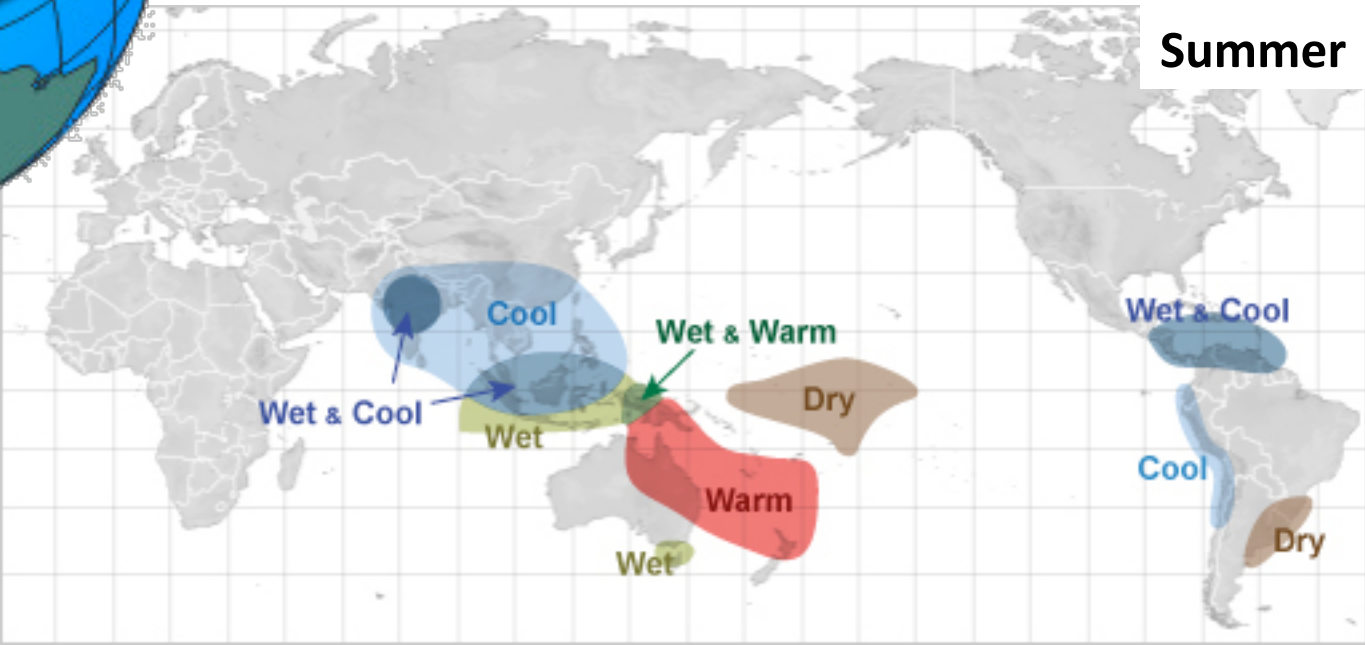 Summer
Wet & Cool
Cool
Wet & Warm
Dry
Wet & Cool
Wet
Cool
Warm
Dry
Wet